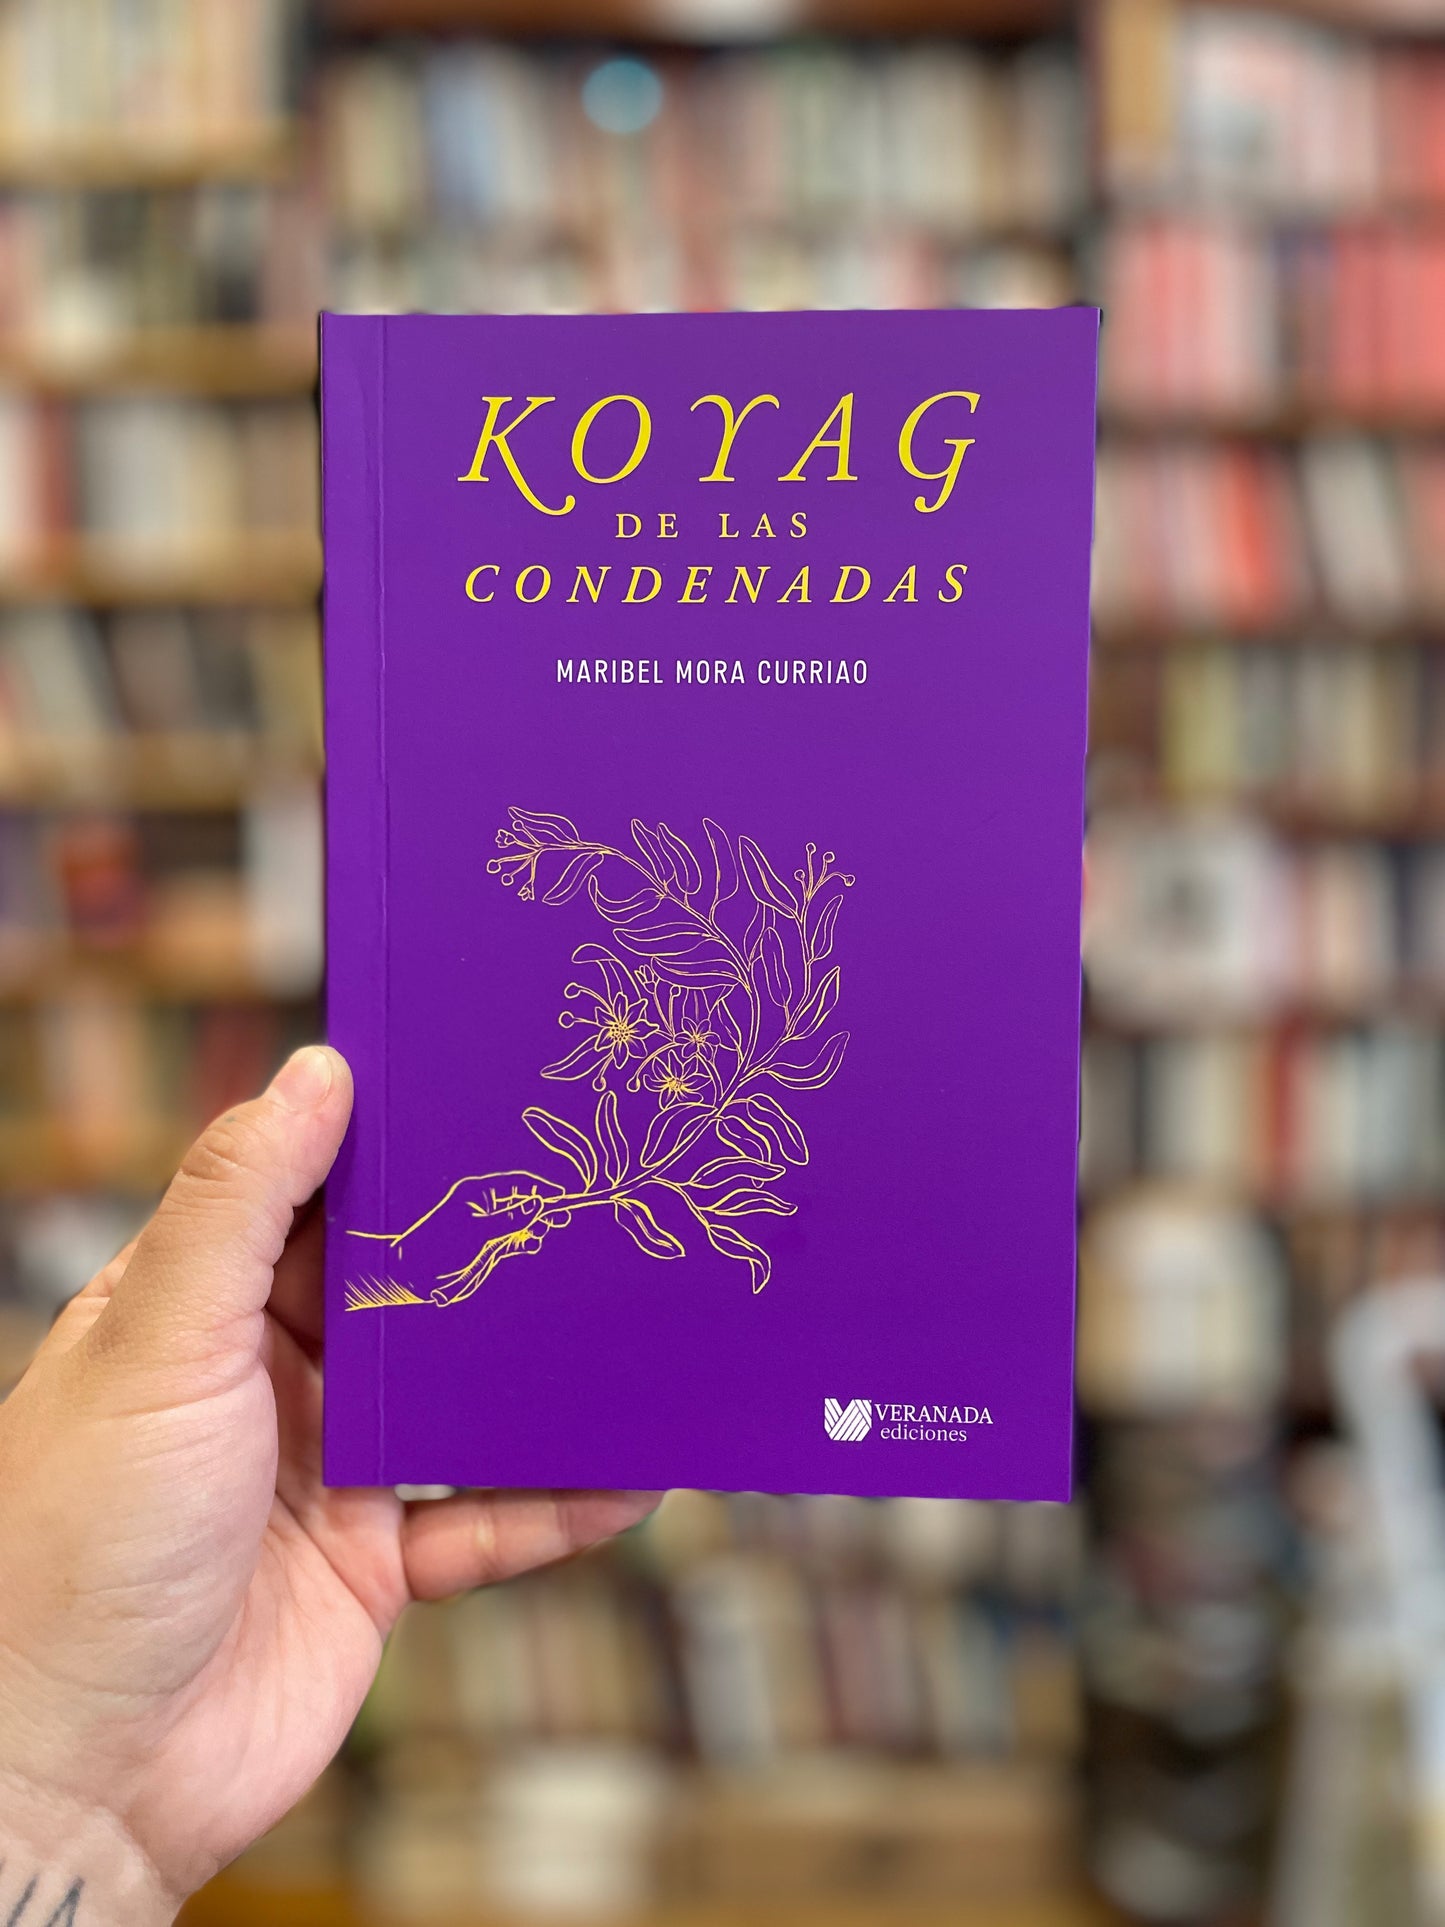 KOYAG
DE LAS
CONDENADAS
MARIBEL MORA CURRIAO
VERANADA
ediciones